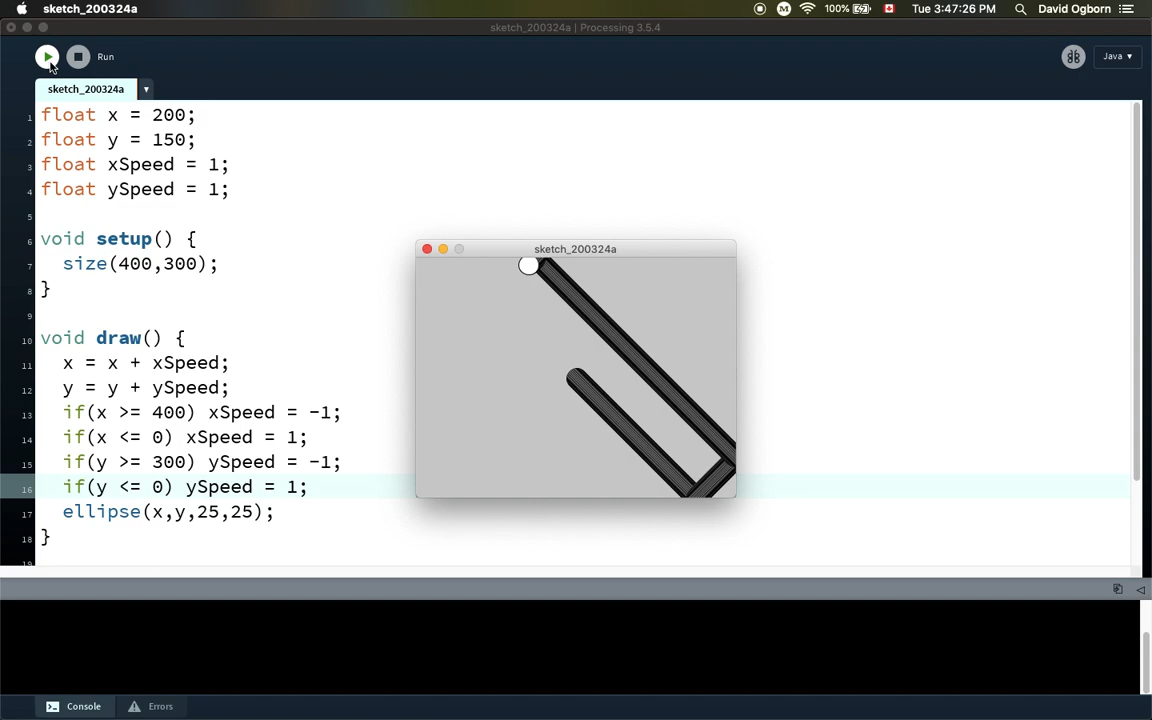 sketch_200324a
100%
Tue 3:47:26 PM
David Ogborn
sketch_200324a | Processing 3.5.4
Run
Java ▾
sketch_200324a
1 float x = 200;
2 float y = 150;
3 float xSpeed = 1;
4 float ySpeed = 1;
5
6 void setup() {
7 size(400,300);
8 }
9
10 void draw() {
11 x = x + xSpeed;
12 y = y + ySpeed;
13 if(x >= 400) xSpeed = -1;
14 if(x <= 0) xSpeed = 1;
15 if(y >= 300) ySpeed = -1;
16 if(y <= 0) ySpeed = 1;
17 ellipse(x,y,25,25);
18 }
19
sketch_200324a
Console
Errors